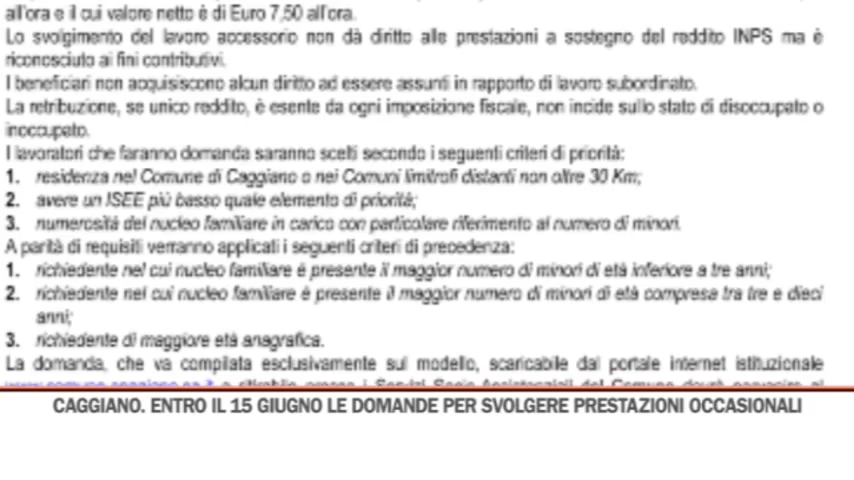 all'ora e il cui valore netto è di Euro 7,50 all'ora.
Lo svolgimento del lavoro accessorio non dà diritto alle prestazioni a sostegno del reddito INPS ma è
riconosciuto ai fini contributivi.
I beneficiari non acquisiscono alcun diritto ad essere assunti in rapporto di lavoro subordinato.
La retribuzione, se unico reddito, è esente da ogni imposizione fiscale, non incide sullo stato di disoccupato o
inoccupato.
I lavoratori che faranno domanda saranno scelti secondo i seguenti criteri di priorità:
1. residenza nel Comune di Caggiano o nei Comuni limitrofi distanti non oltre 30 Km;
2. avere un ISEE più basso quale elemento di priorità;
3. numerosità del nucleo familiare in carico con particolare riferimento al numero di minori.
A parità di requisiti verranno applicati i seguenti criteri di precedenza:
1. richiedente nel cui nucleo familiare è presente il maggior numero di minori di età inferiore a tre anni;
2. richiedente nel cui nucleo familiare è presente il maggior numero di minori di età compresa tra tre e dieci
anni;
3. richiedente di maggiore età anagrafica.
La domanda, che va compilata esclusivamente sul modello, scaricabile dal portale internet istituzionale
CAGGIANO. ENTRO IL 15 GIUGNO LE DOMANDE PER SVOLGERE PRESTAZIONI OCCASIONALI